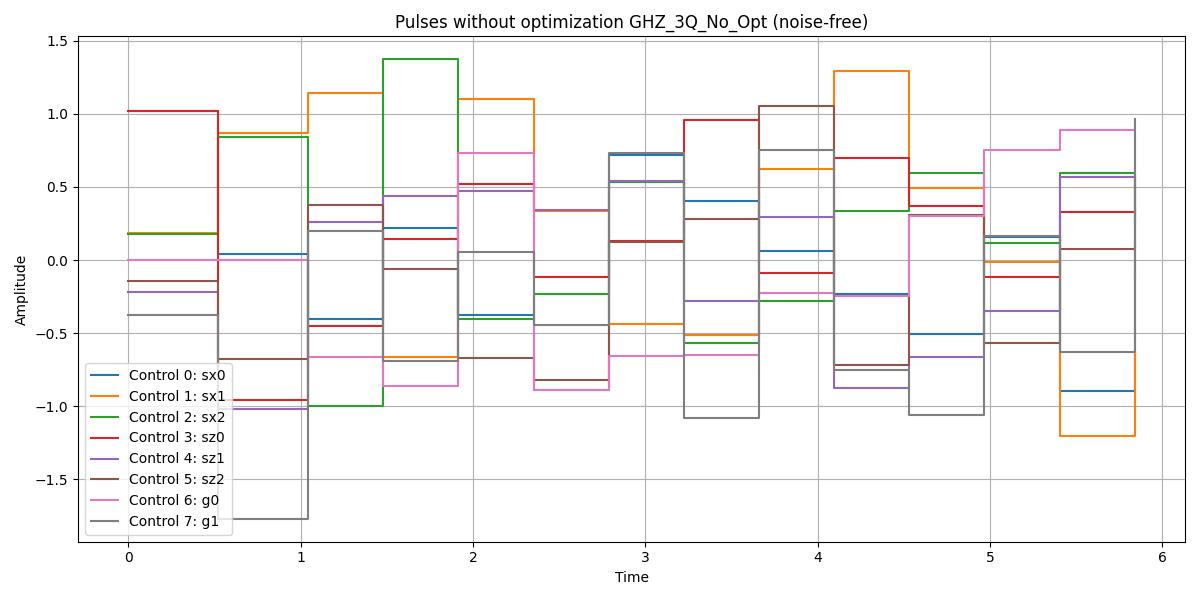 Pulses without optimization GHZ_3Q_No_Opt (noise-free)
1.5
1.0
0.5
0.0
−0.5
−1.0
−1.5
Amplitude
Control 0: sx0
Control 1: sx1
Control 2: sx2
Control 3: sz0
Control 4: sz1
Control 5: sz2
Control 6: g0
Control 7: g1
0 1 2 3 4 5 6
Time